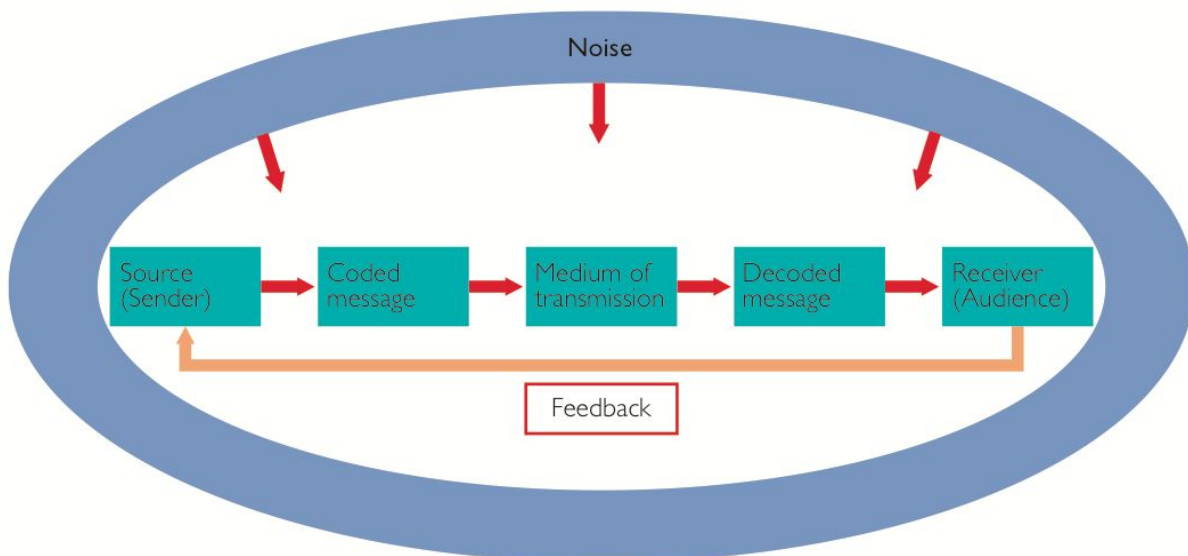 Noise
Source
(Sender)
Coded
message
Medium of
transmission
Decoded
message
Receiver
(Audience)
Feedback